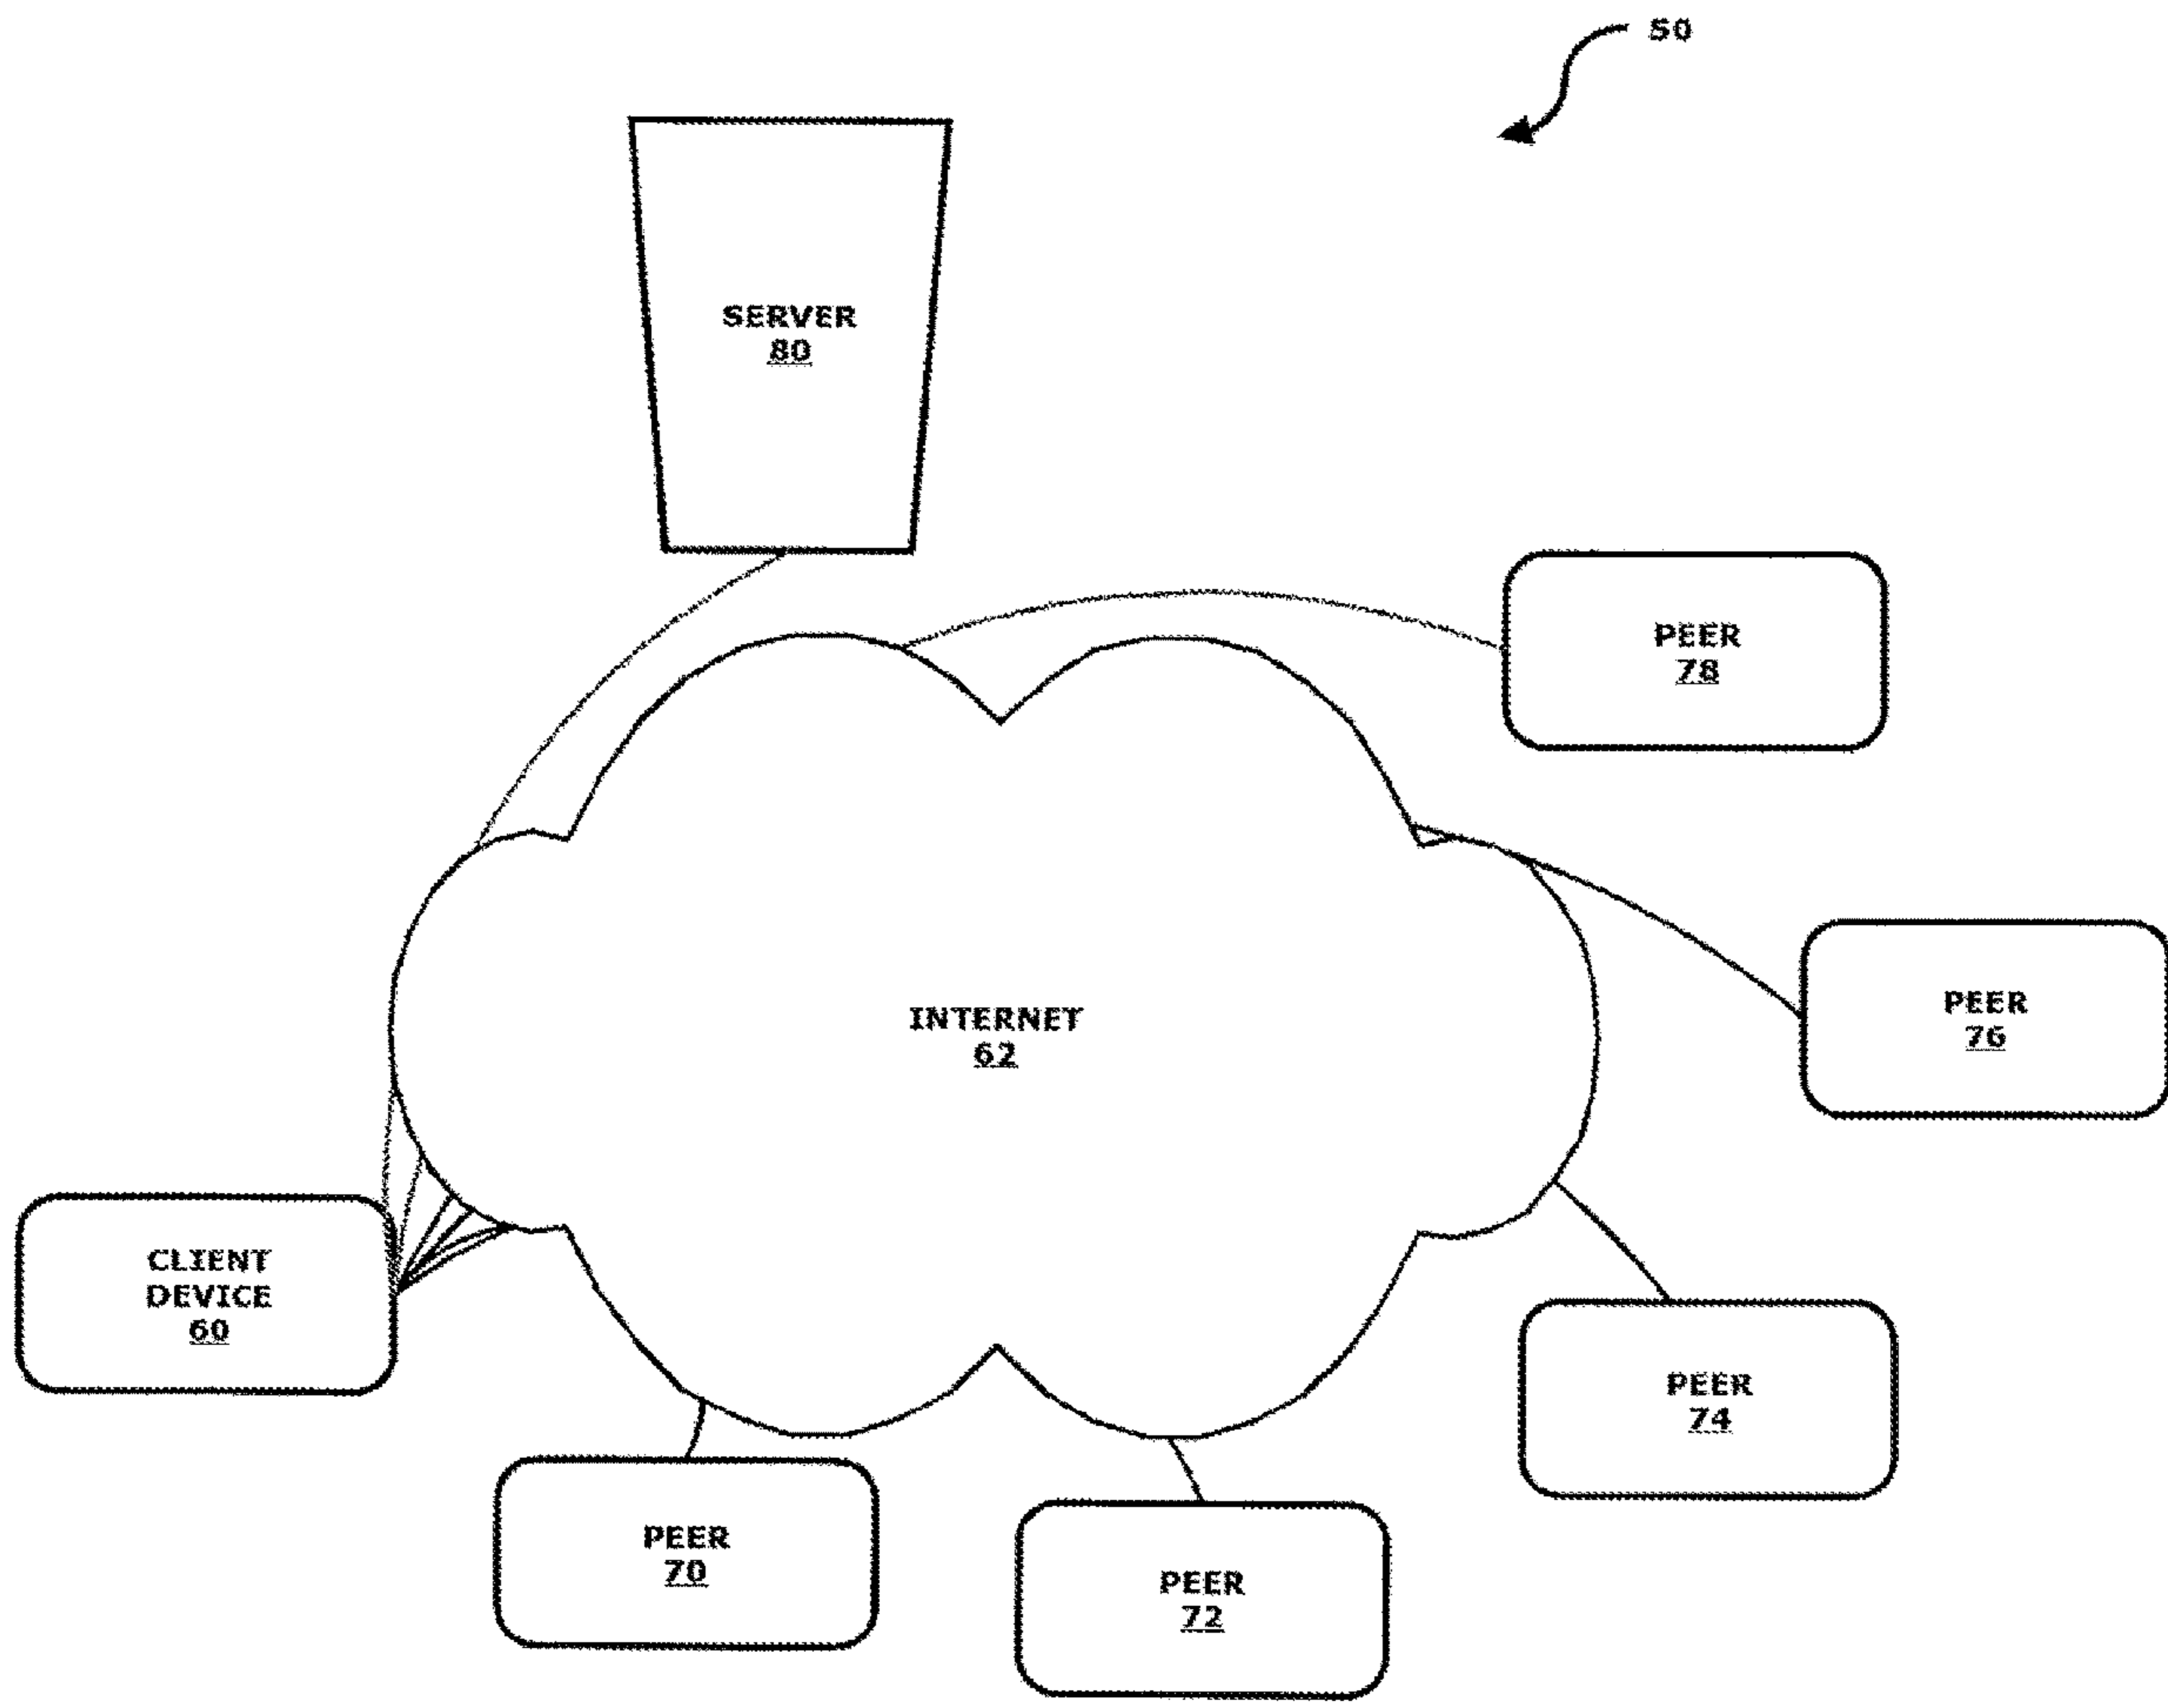 50
SERVER
80
PEER
78
PEER
76
INTERNET
62
CLIENT
DEVICE
60
PEER
74
PEER
70
PEER
72